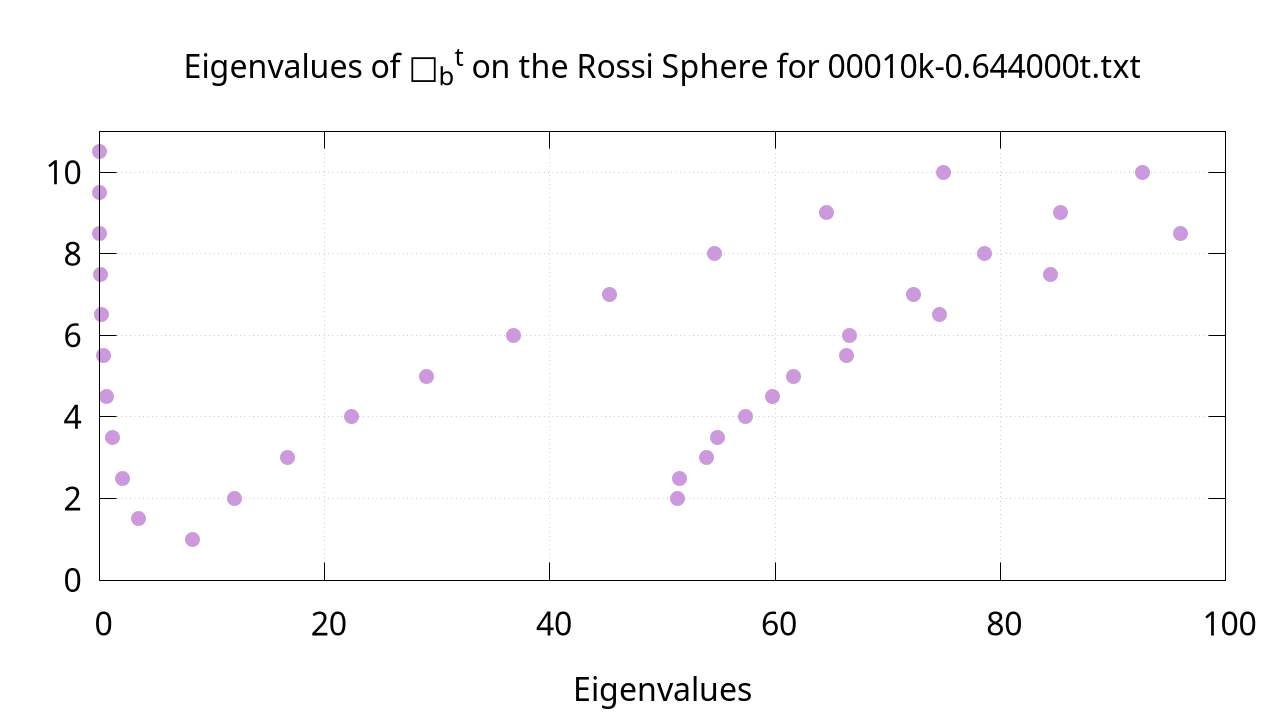 Eigenvalues of □bt on the Rossi Sphere for 00010k-0.644000t.txt
10
8
6
4
2
0
0 20 40 60 80 100
Eigenvalues